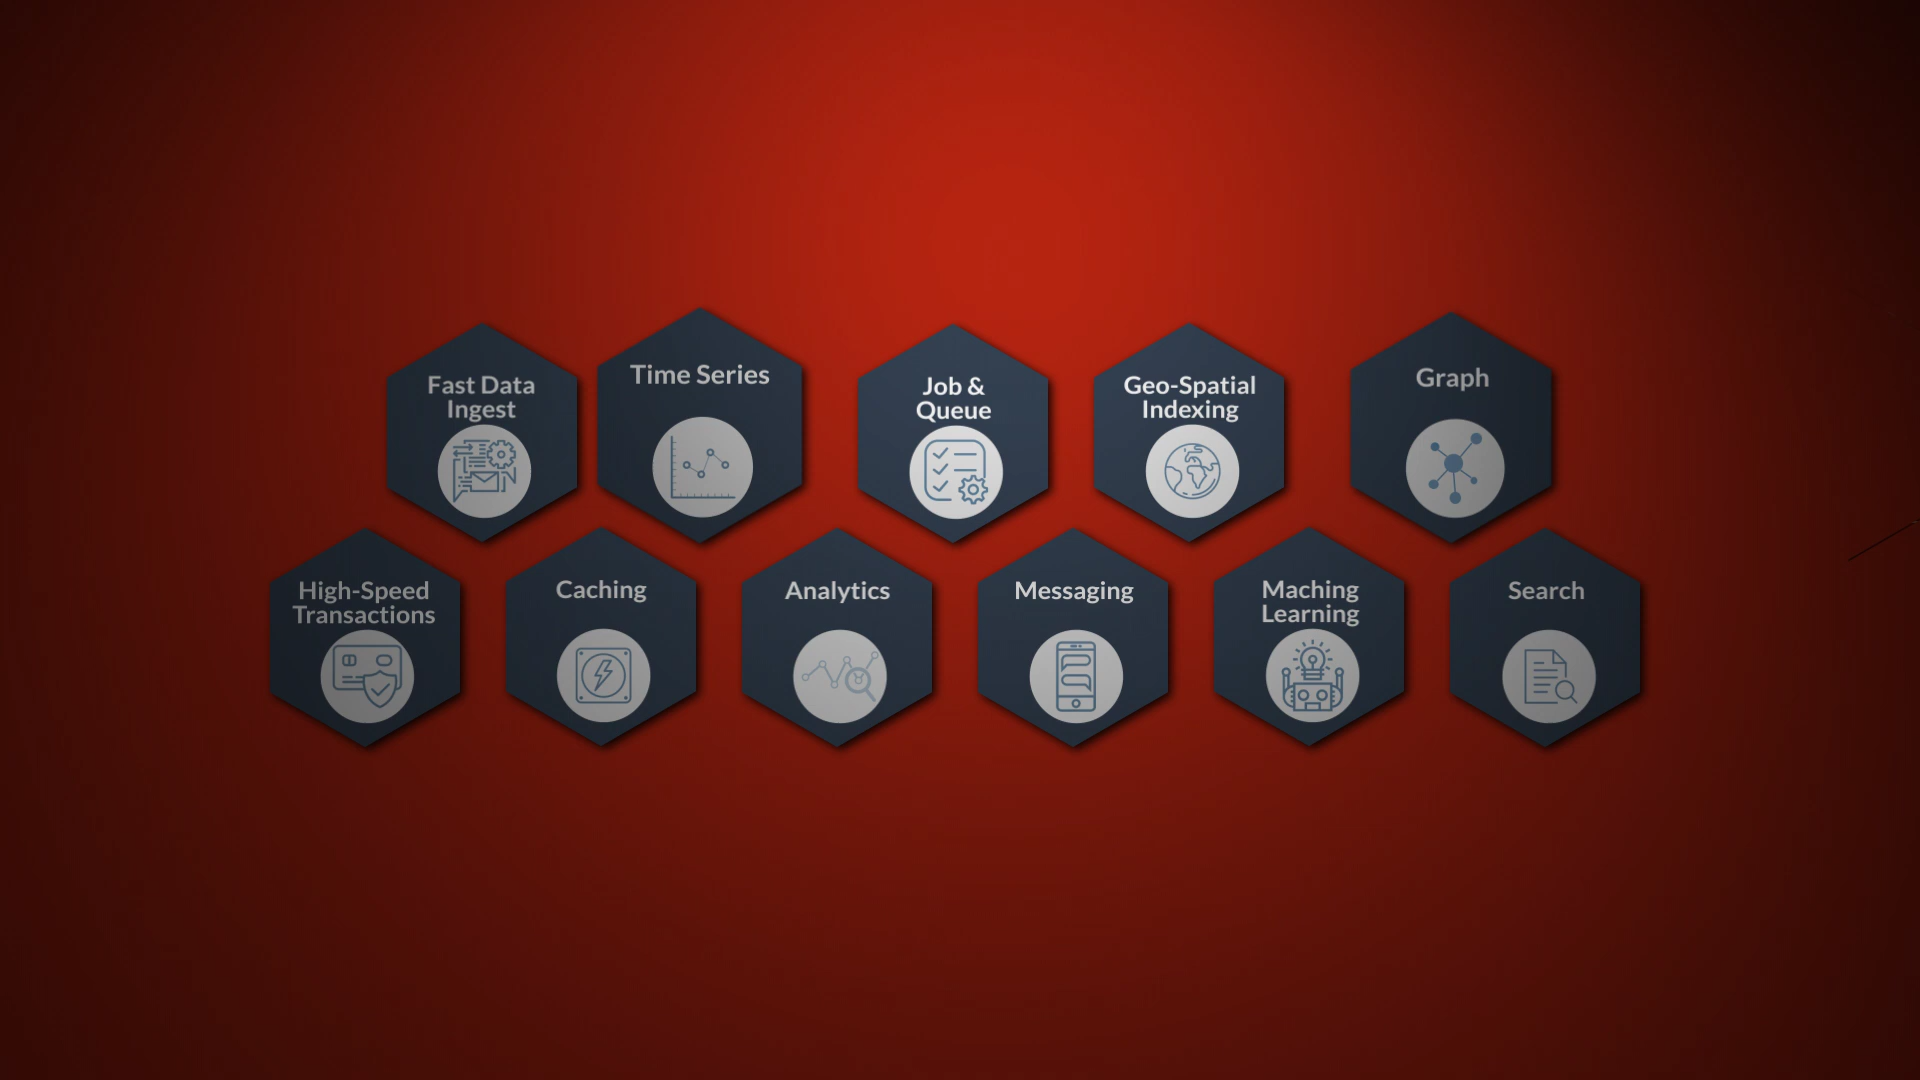 Fast Data
Ingest
Time Series
Job &
Queue
Geo-Spatial
Indexing
Graph
High-Speed
Transactions
Caching
Analytics
Messaging
Maching
Learning
Search